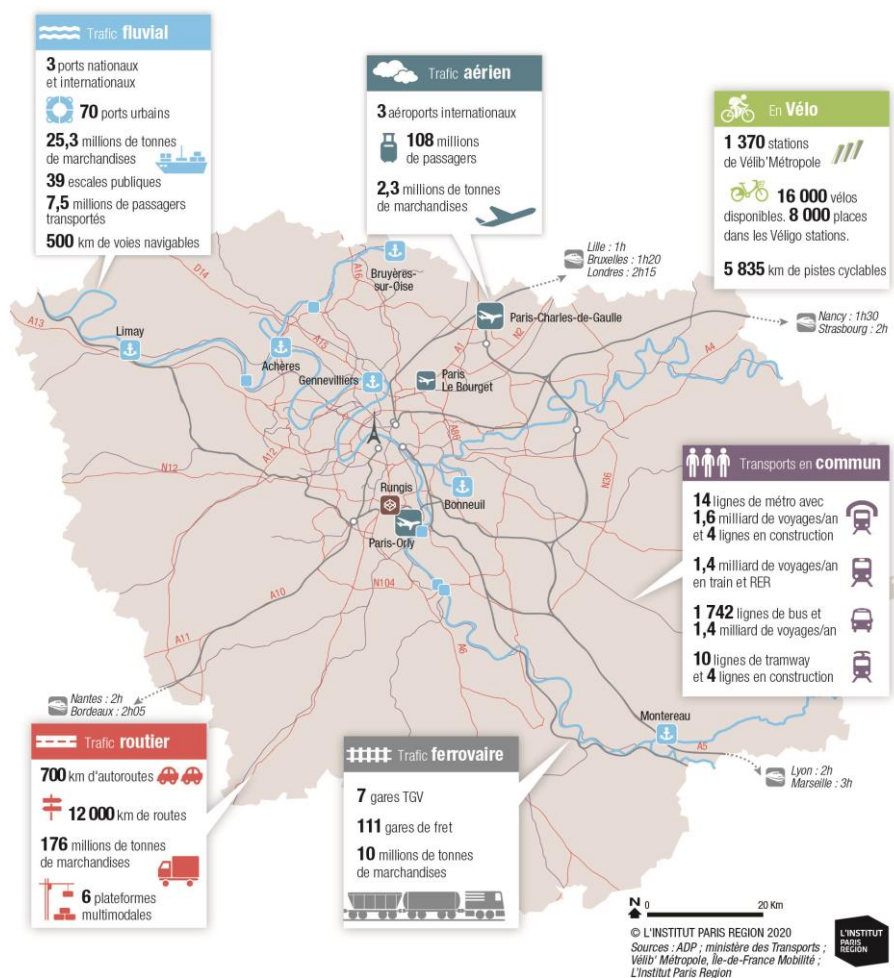 Trafic fluvial
3 ports nationaux
et internationaux
70 ports urbains
25,3 millions de tonnes
de marchandises
39 escales publiques
7,5 millions de passagers
transportés
500 km de voies navigables
Trafic aérien
3 aéroports internationaux
108 millions
de passagers
2,3 millions de tonnes
de marchandises
En Vélo
1 370 stations
de Vélib'Métropole
16 000 vélos
disponibles. 8 000 places
dans les Véligo stations.
5 835 km de pistes cyclables
Lille : 1h
Bruxelles : 1h20
Londres : 2h15
Nancy : 1h30
Strasbourg : 2h
D14
A16
Bruyères-
sur-Oise
A13
Limay
Achères
A15
Gennevilliers
A1
N2
Paris-Charles-de-Gaulle
Paris
Le Bourget
A4
A86
A12
N12
N36
Rungis
Bonneuil
Paris-Orly
N104
A10
A11
A6
Transports en commun
14 lignes de métro avec
1,6 milliard de voyages/an
et 4 lignes en construction
1,4 milliard de voyages/an
en train et RER
1 742 lignes de bus et
1,4 milliard de voyages/an
10 lignes de tramway
et 4 lignes en construction
Nantes : 2h
Bordeaux : 2h05
Montereau
A5
Lyon : 2h
Marseille : 3h
Trafic routier
700 km d'autoroutes
12 000 km de routes
176 millions de tonnes
de marchandises
6 plateformes
multimodales
Trafic ferrovaire
7 gares TGV
111 gares de fret
10 millions de tonnes
de marchandises
N
0 20 Km
© L'INSTITUT PARIS REGION 2020
Sources : ADP ; ministère des Transports ;
Vélib' Métropole, Île-de-France Mobilité ;
L'Institut Paris Region
L'INSTITUT
PARIS
REGION